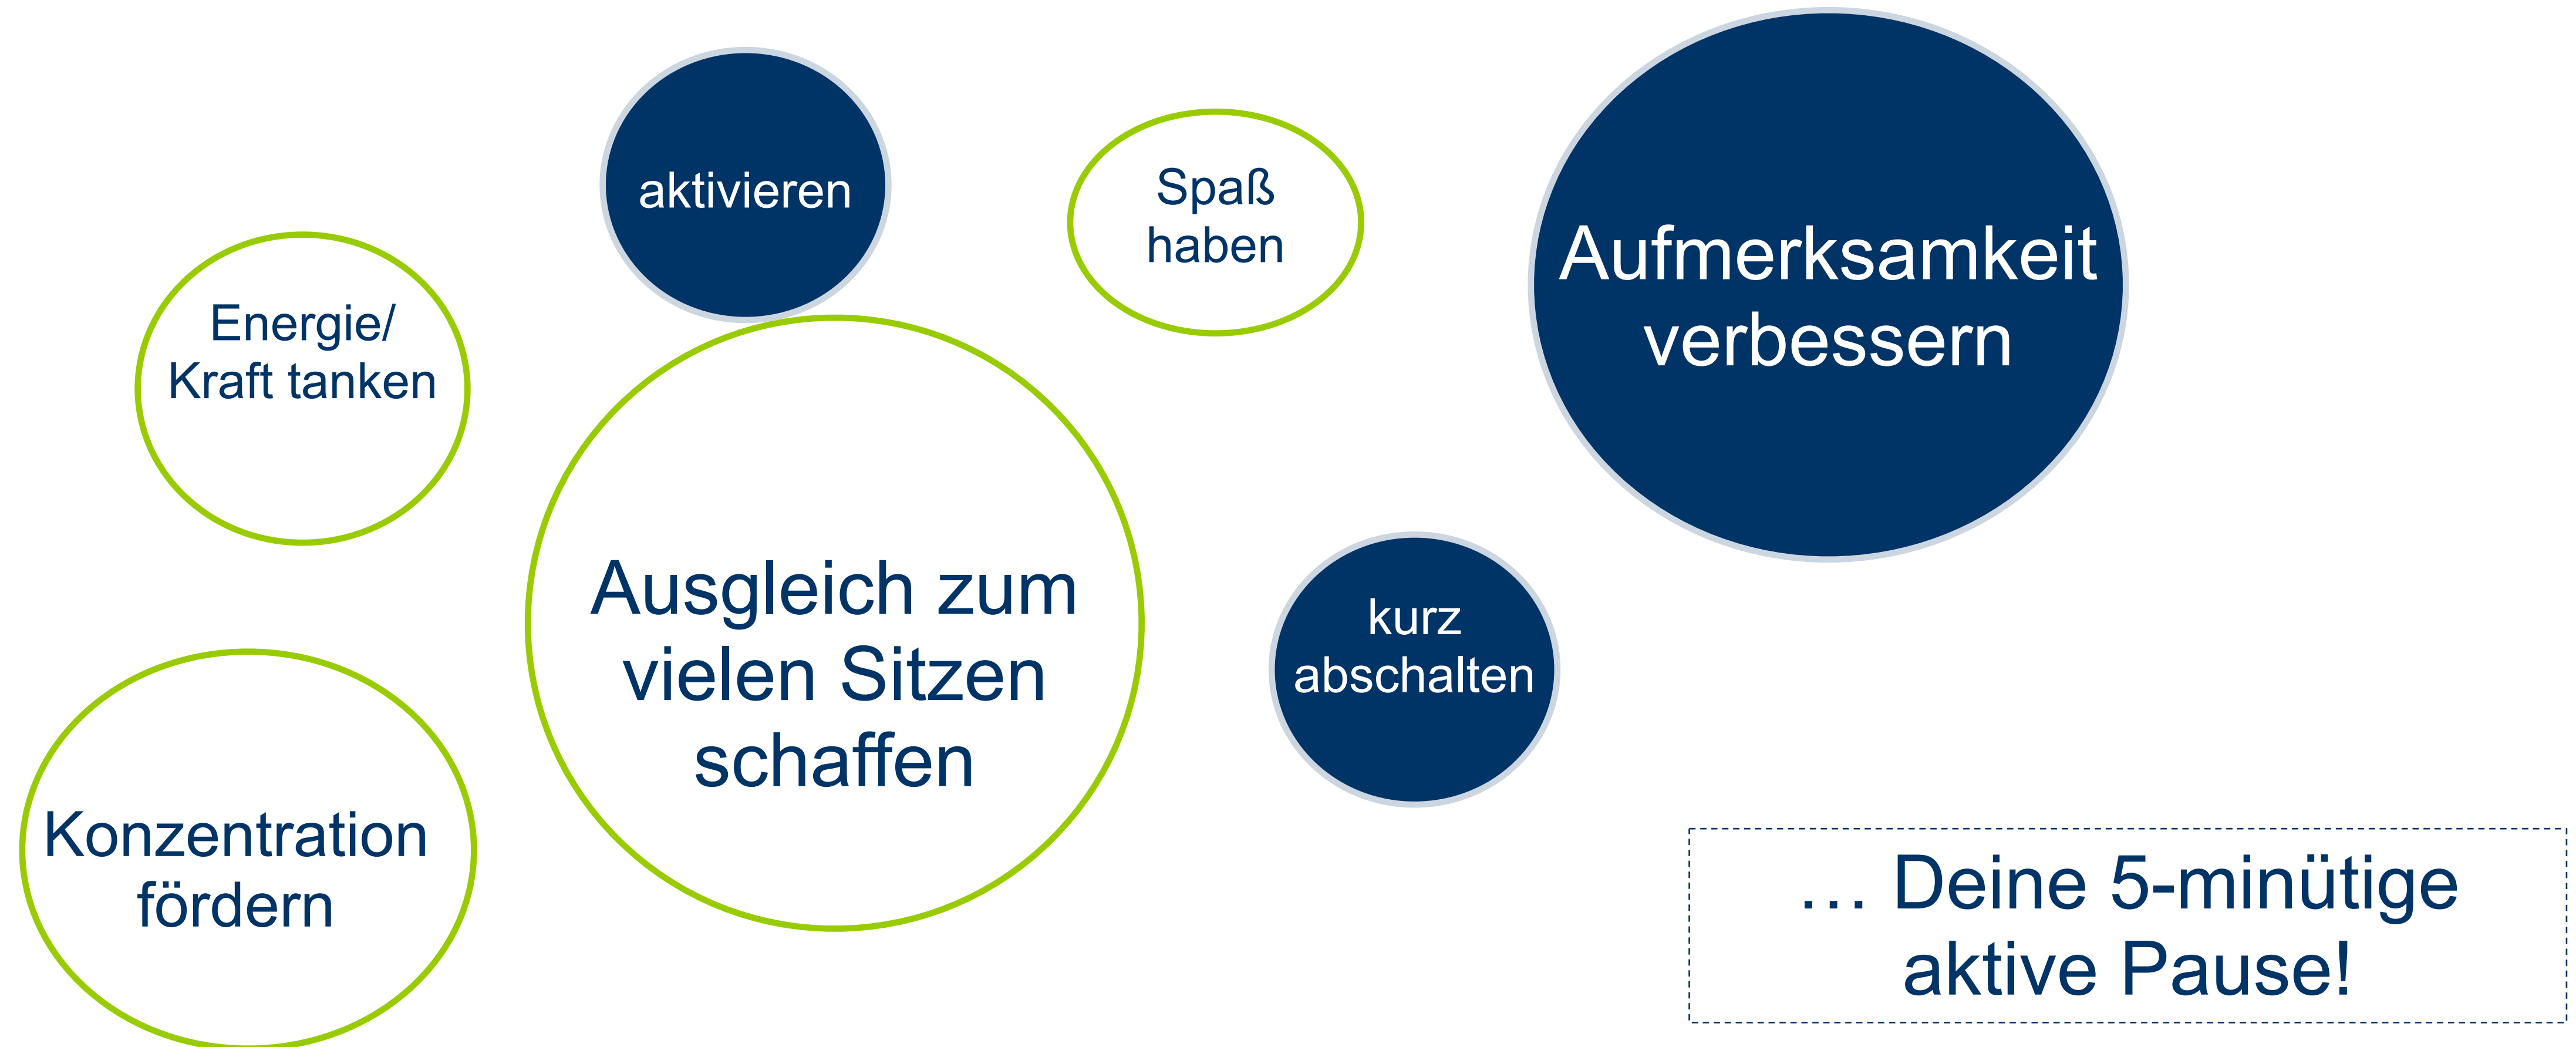 aktivieren
Spaß
haben
Aufmerksamkeit
verbessern
Energie/
Kraft tanken
Ausgleich zum
vielen Sitzen
schaffen
kurz
abschalten
Konzentration
fördern
… Deine 5-minütige
aktive Pause!